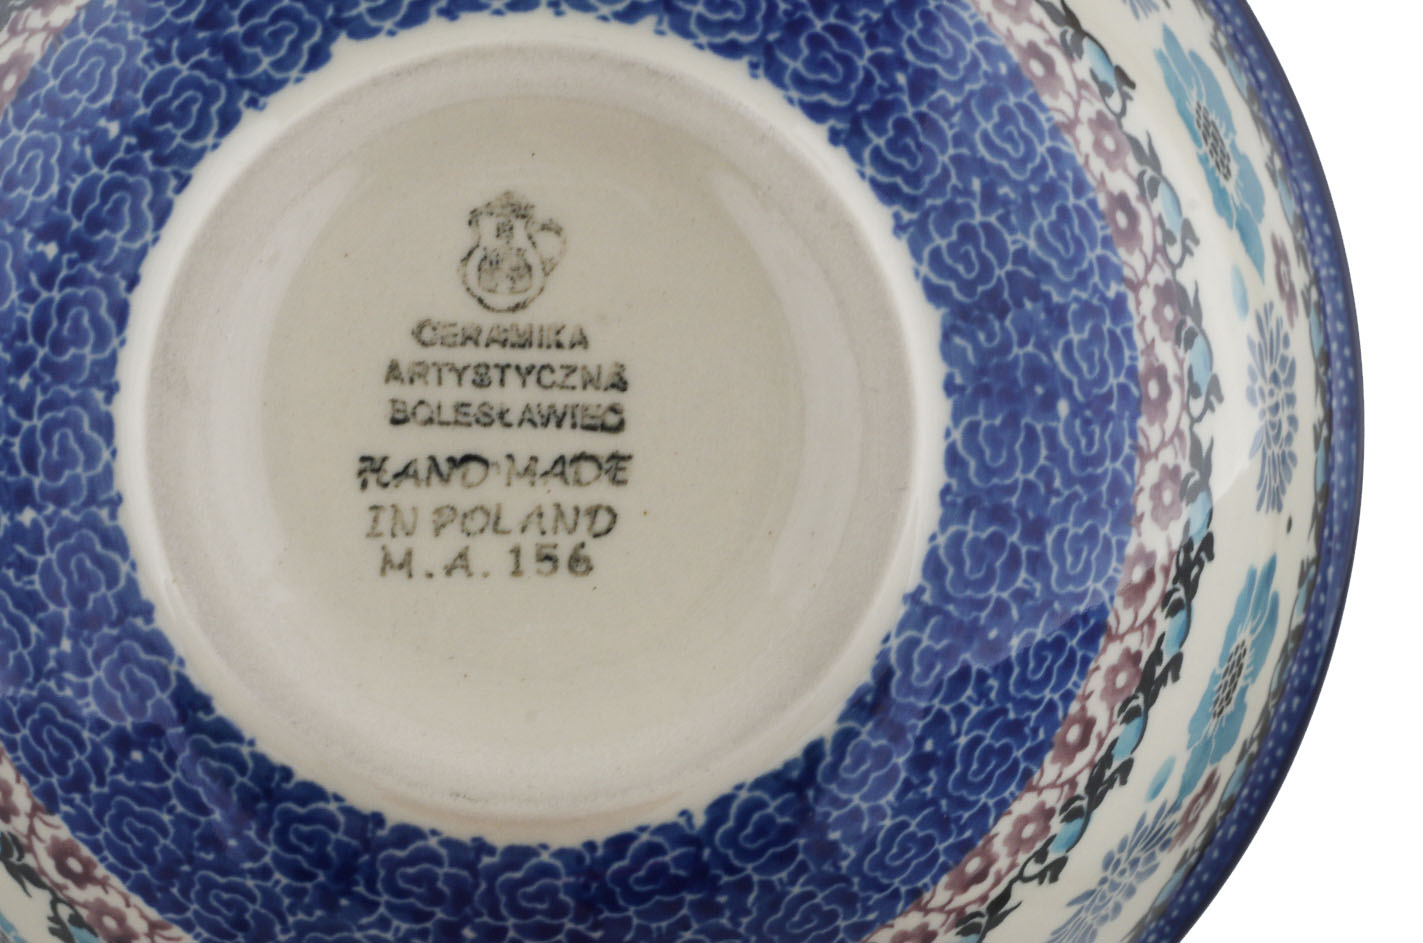 CERAMIKA
ARTYSTYCZNA
BOLESŁAWIEC
HAND MADE
IN POLAND
M.A. 156